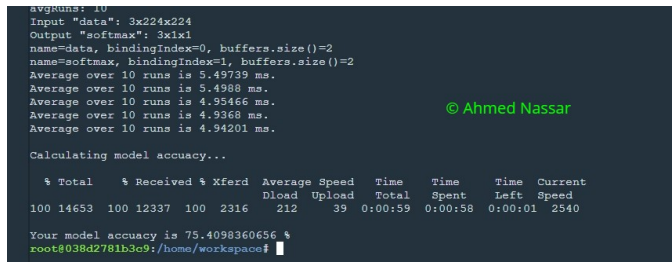 avgRuns: 10
Input "data": 3x224x224
Output "softmax": 3x1x1
name=data, bindingIndex=0, buffers.size()=2
name=softmax, bindingIndex=1, buffers.size()=2
Average over 10 runs is 5.49739 ms.
Average over 10 runs is 5.4988 ms.
Average over 10 runs is 4.95466 ms.
Average over 10 runs is 4.9368 ms.
Average over 10 runs is 4.94201 ms.
© Ahmed Nassar
Calculating model accuacy...
% Total % Received % Xferd Average Speed Time Time Time Current
Dload Upload Total Spent Left Speed
100 14653 100 12337 100 2316 212 39 0:00:59 0:00:58 0:00:01 2540
Your model accuacy is 75.4098360656 %
root@038d2781b3c9:/home/workspace#